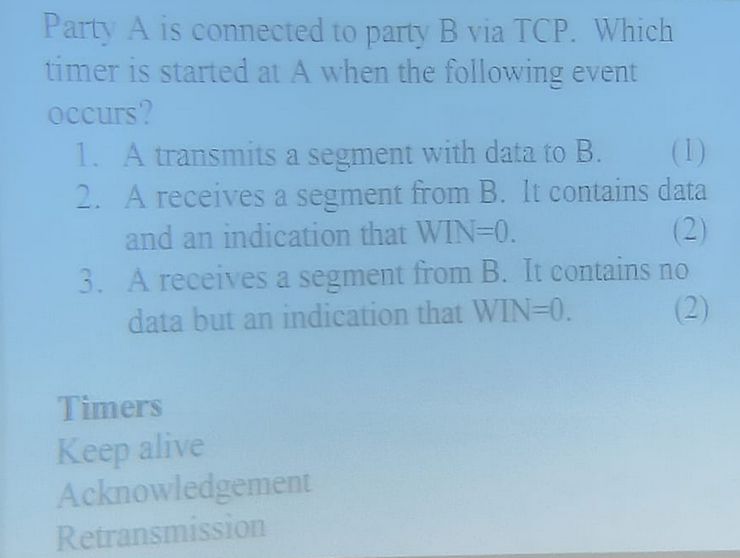 Party A is connected to party B via TCP. Which
timer is started at A when the following event
occurs?
1. A transmits a segment with data to B. (1)
2. A receives a segment from B. It contains data
and an indication that WIN=0. (2)
3. A receives a segment from B. It contains no
data but an indication that WIN=0. (2)
Timers
Keep alive
Acknowledgement
Retransmission